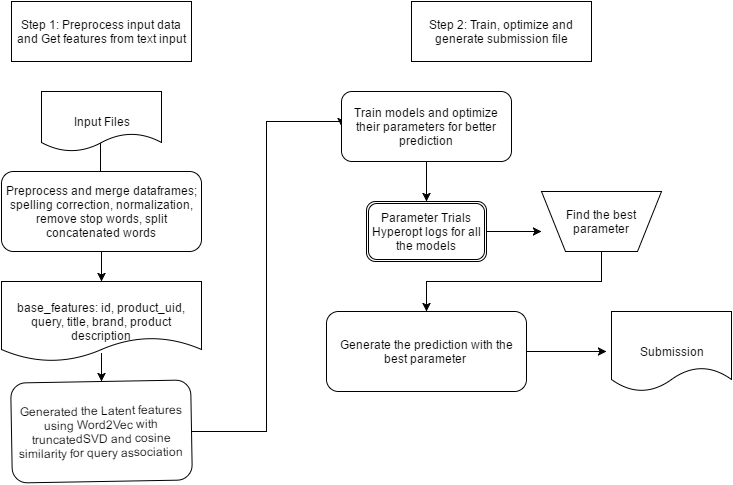 Step 1: Preprocess input data
and Get features from text input
Step 2: Train, optimize and
generate submission file
Input Files
Preprocess and merge dataframes;
spelling correction, normalization,
remove stop words, split
concatenated words
base_features: id, product_uid,
query, title, brand, product
description
Generated the Latent features
using Word2Vec with
truncatedSVD and cosine
similarity for query association
Train models and optimize
their parameters for better
prediction
Parameter Trials
Hyperopt logs for all
the models
Find the best
parameter
Generate the prediction with the
best parameter
Submission